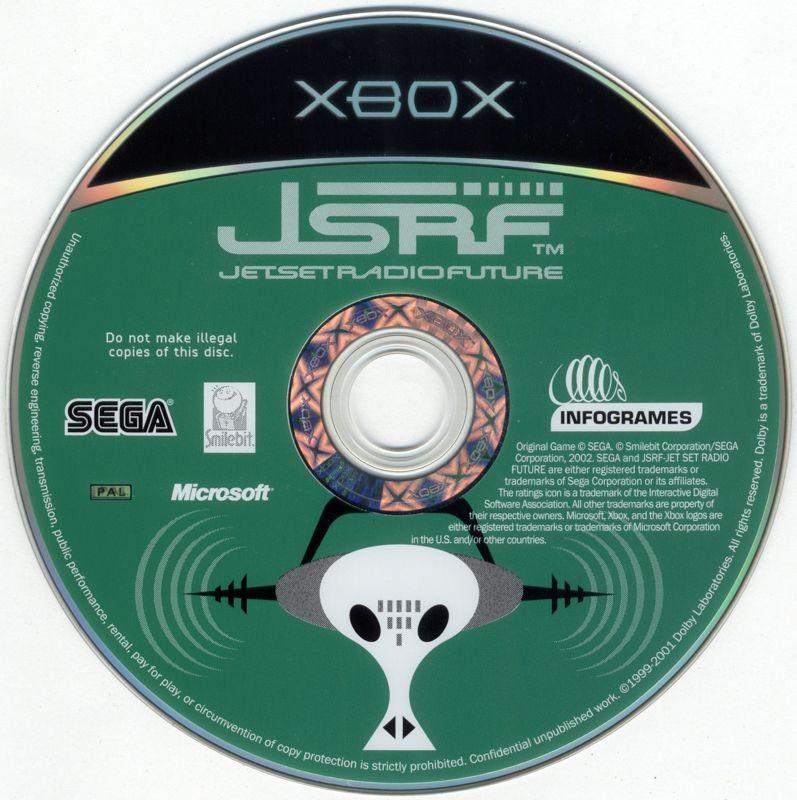 XBOX™
JSRF™
JETSETRADIOFUTURE
Do not make illegal
copies of this disc.
SEGA®
Smilebit.
PAL
Microsoft®
INFOGRAMES
Original Game © SEGA. © Smilebit Corporation/SEGA
Corporation, 2002. SEGA and JSRF-JET SET RADIO
FUTURE are either registered trademarks or
trademarks of Sega Corporation or its affiliates.
The ratings icon is a trademark of the Interactive Digital
Software Association. All other trademarks are property of
their respective owners. Microsoft, Xbox, and the Xbox logos are
either registered trademarks or trademarks of Microsoft Corporation
in the U.S. and/or other countries.
Unauthorized copying, reverse engineering, transmission, public performance, rental, pay for play, or circumvention of copy protection is strictly prohibited. Confidential unpublished work. ©1999-2001 Dolby Laboratories. All rights reserved. Dolby is a trademark of Dolby Laboratories.